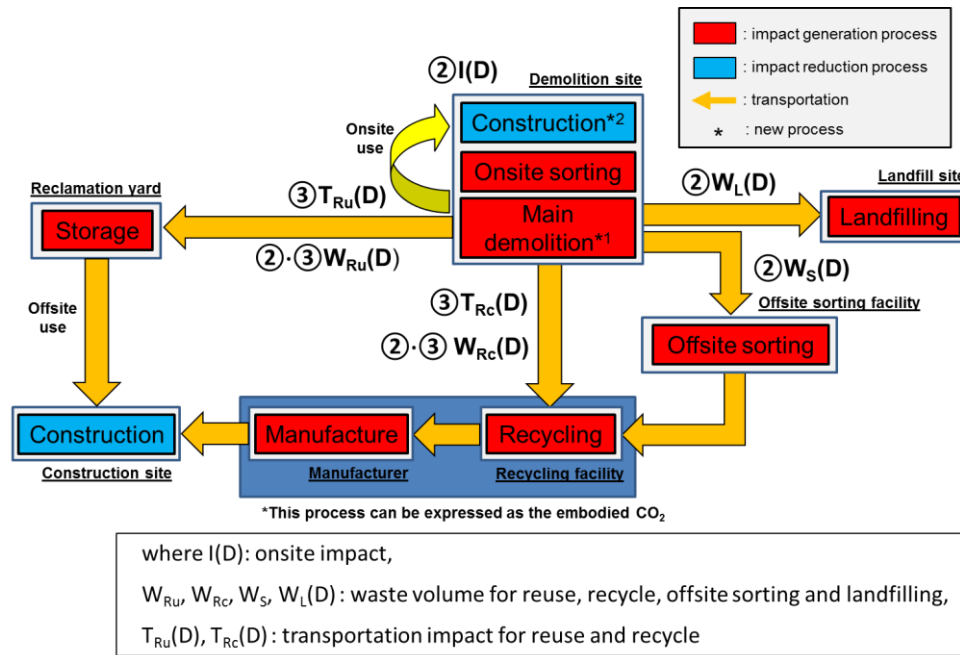 : impact generation process
: impact reduction process
: transportation
* : new process
②I(D)
Demolition site
Construction*2
Onsite
use
Onsite sorting
Main
demolition*1
②WL(D)
Landfill site
Landfilling
Reclamation yard
Storage
③TRu(D)
②·③WRu(D)
②WS(D)
Offsite sorting facility
Offsite sorting
Offsite
use
③TRc(D)
②·③ WRc(D)
Construction
Construction site
Manufacture
Manufacturer
Recycling
Recycling facility
*This process can be expressed as the embodied CO2
where I(D): onsite impact,
WRu, WRc, WS, WL(D) : waste volume for reuse, recycle, offsite sorting and landfilling,
TRu(D), TRc(D) : transportation impact for reuse and recycle